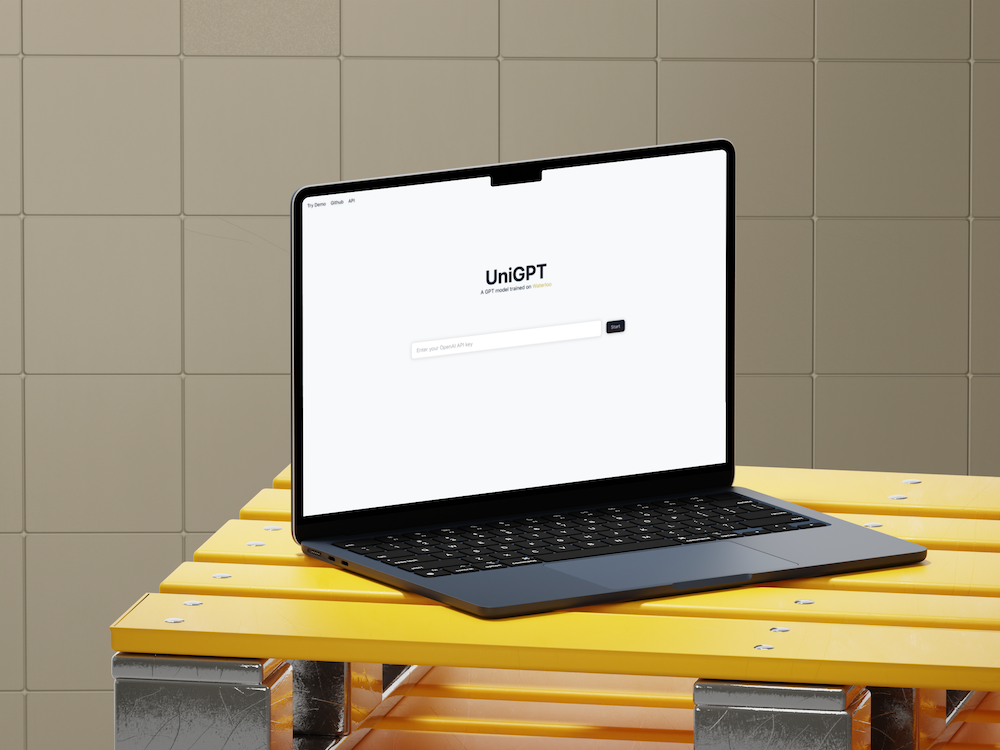 Try Demo Github API
UniGPT
A GPT model trained on Waterloo
Enter your OpenAI API key
Start